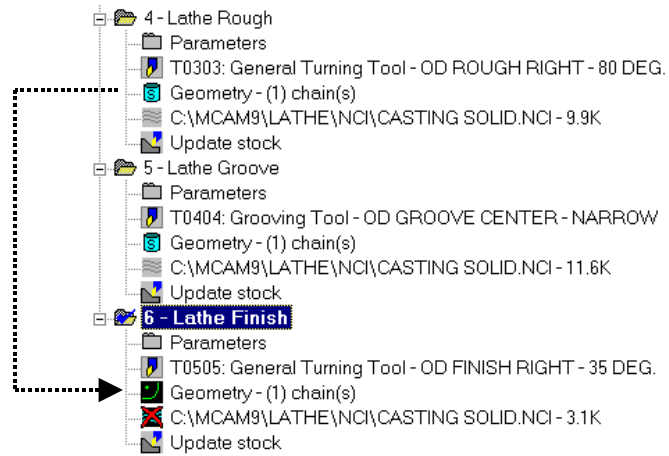 4 - Lathe Rough
Parameters
T0303: General Turning Tool - OD ROUGH RIGHT - 80 DEG.
Geometry - (1) chain(s)
C:\MCAM9\LATHE\NCI\CASTING SOLID.NCI - 9.9K
Update stock
5 - Lathe Groove
Parameters
T0404: Grooving Tool - OD GROOVE CENTER - NARROW
Geometry - (1) chain(s)
C:\MCAM9\LATHE\NCI\CASTING SOLID.NCI - 11.6K
Update stock
6 - Lathe Finish
Parameters
T0505: General Turning Tool - OD FINISH RIGHT - 35 DEG.
Geometry - (1) chain(s)
C:\MCAM9\LATHE\NCI\CASTING SOLID.NCI - 3.1K
Update stock